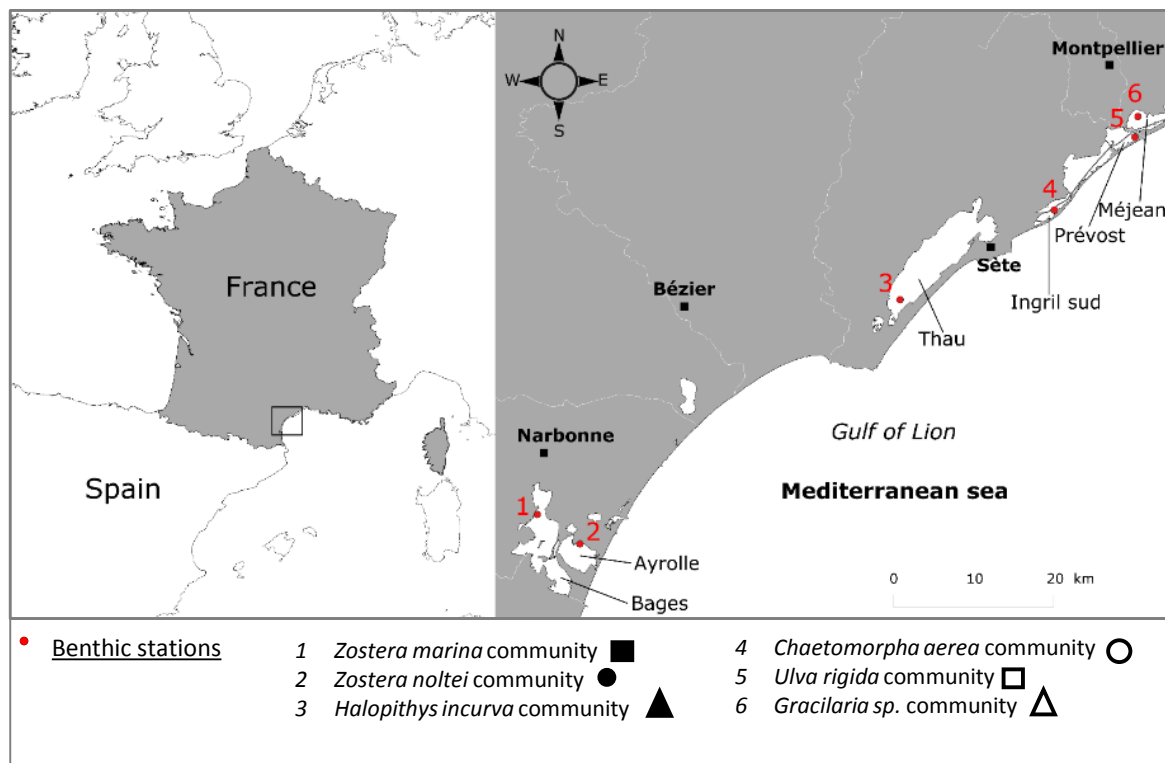 France
Spain
N
W
E
S
Montpellier
6
5
4
Méjean
Prévost
Sète
3
Bézier
Ingril sud
Thau
Gulf of Lion
Narbonne
Mediterranean sea
1
2
Ayrolle
0 10 20 km
Bages
Benthic stations
1 Zostera marina community
2 Zostera noltei community
3 Halopithys incurva community
4 Chaetomorpha aerea community
5 Ulva rigida community
6 Gracilaria sp. community